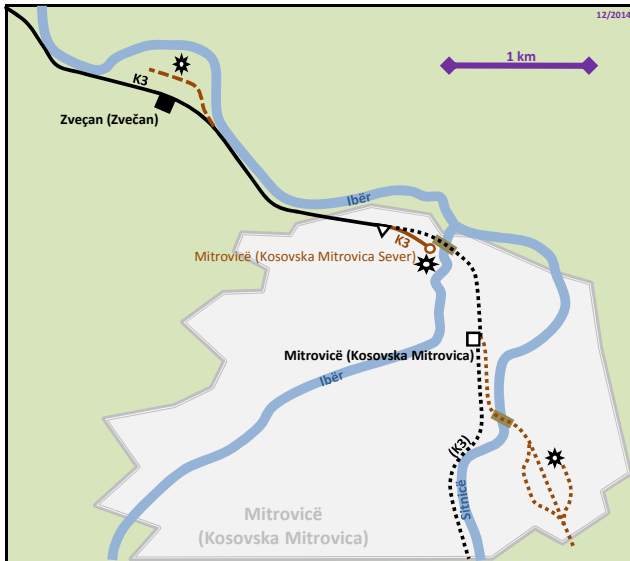 12/2014
1 km
K3
Zveçan (Zvečan)
Ibër
K3
Mitrovicë (Kosovska Mitrovica Sever)
Mitrovicë (Kosovska Mitrovica)
Ibër
(K3)
Sitnicë
Mitrovicë
(Kosovska Mitrovica)